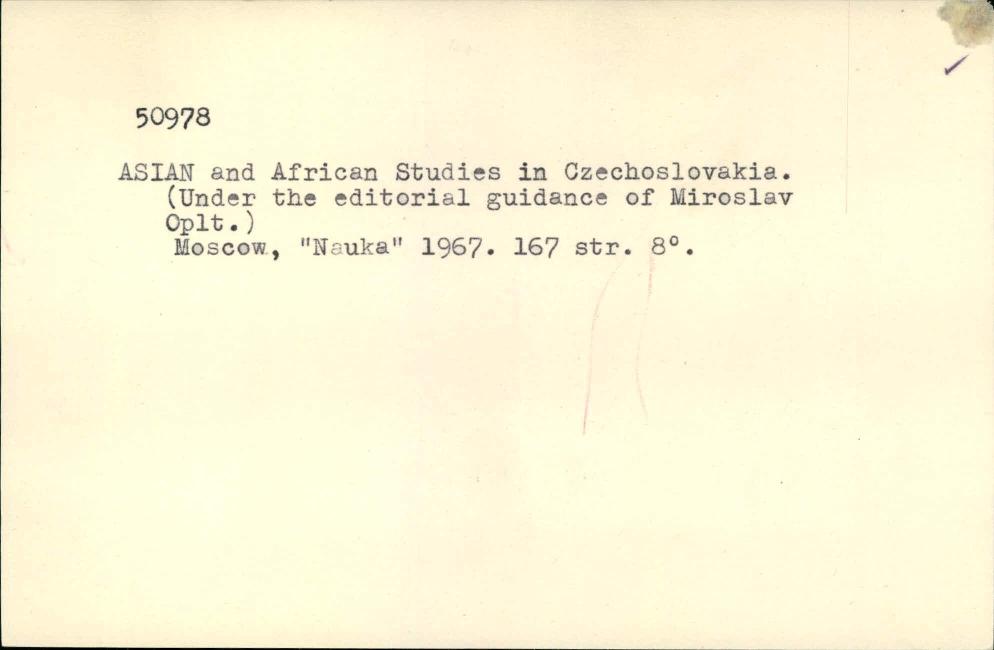 50978
ASIAN and African Studies in Czechoslovakia.
(Under the editorial guidance of Miroslav
Oplt.)
Moscow, "Nauka" 1967. 167 str. 8°.